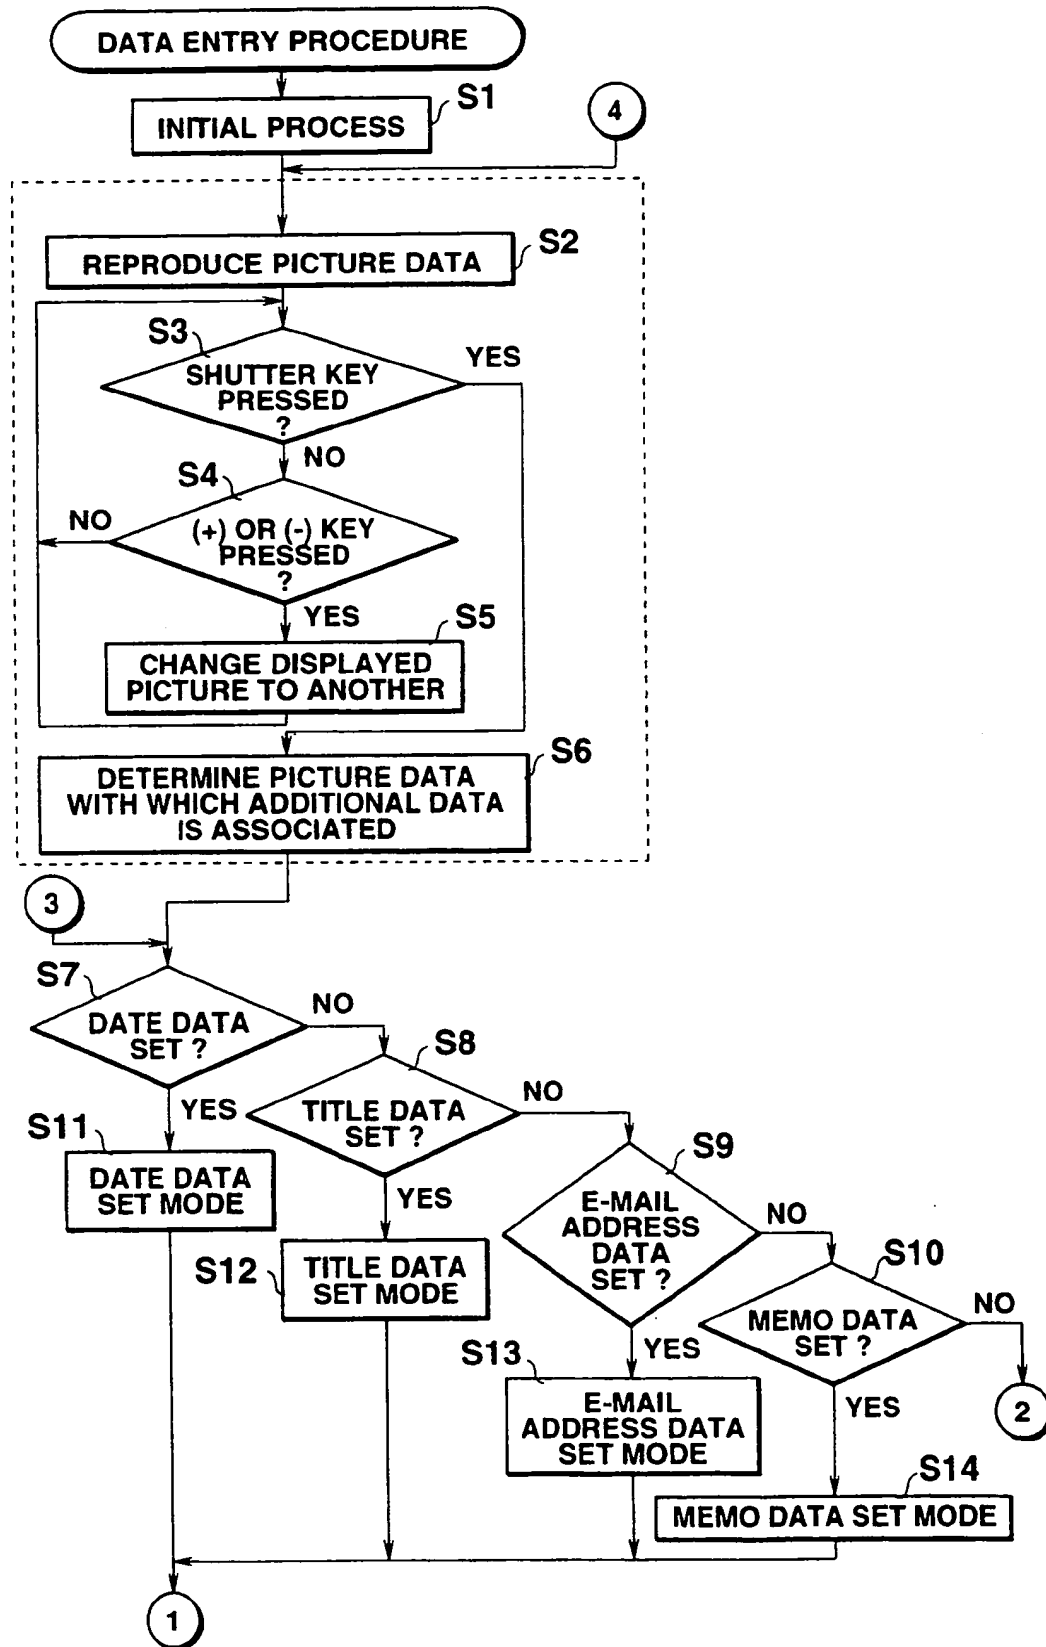 DATA ENTRY PROCEDURE
S1
INITIAL PROCESS
4
S2
REPRODUCE PICTURE DATA
S3
YES
SHUTTER KEY
PRESSED
?
NO
S4
NO
(+) OR (-) KEY
PRESSED
?
YES
S5
CHANGE DISPLAYED
PICTURE TO ANOTHER
S6
DETERMINE PICTURE DATA
WITH WHICH ADDITIONAL DATA
IS ASSOCIATED
3
S7
NO
DATE DATA
SET ?
YES
S8
NO
TITLE DATA
SET ?
YES
S11
DATE DATA
SET MODE
S9
NO
E-MAIL
ADDRESS
DATA
SET ?
YES
S12
TITLE DATA
SET MODE
S10
NO
MEMO DATA
SET ?
YES
2
S13
E-MAIL
ADDRESS DATA
SET MODE
S14
MEMO DATA SET MODE
1